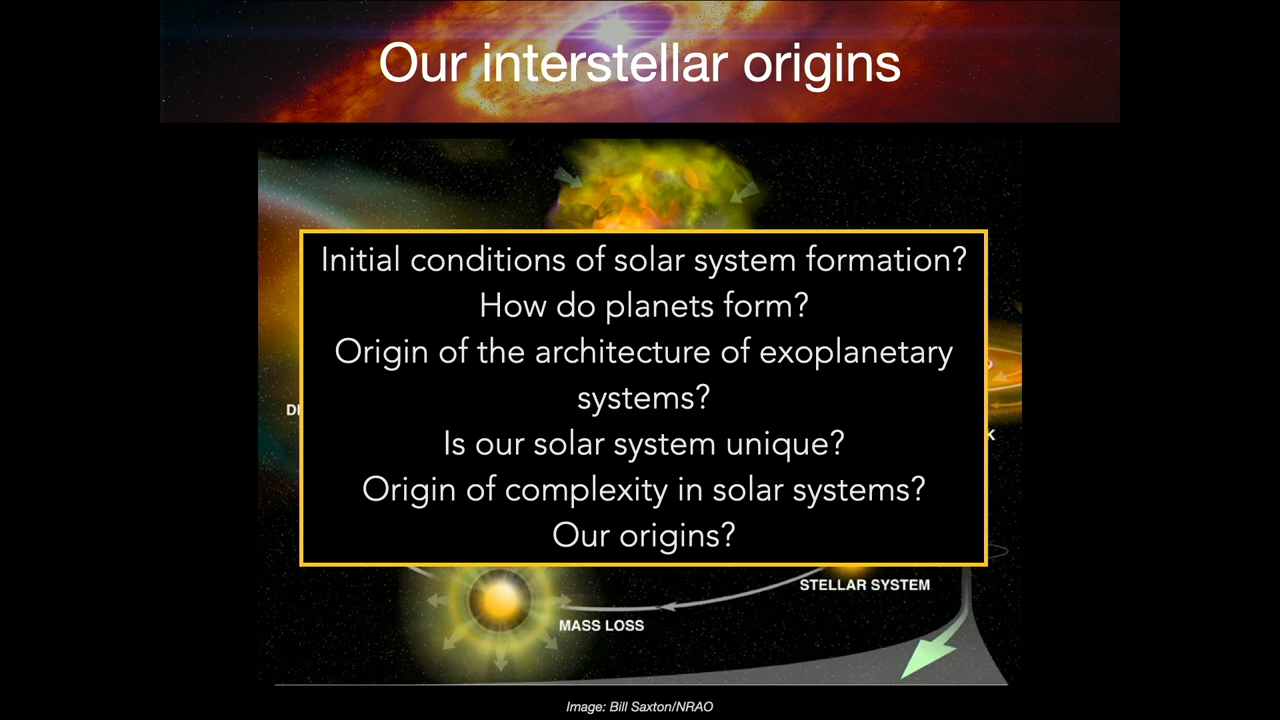 Our interstellar origins
Initial conditions of solar system formation?
How do planets form?
Origin of the architecture of exoplanetary
systems?
Is our solar system unique?
Origin of complexity in solar systems?
Our origins?
STELLAR SYSTEM
MASS LOSS
Image: Bill Saxton/NRAO